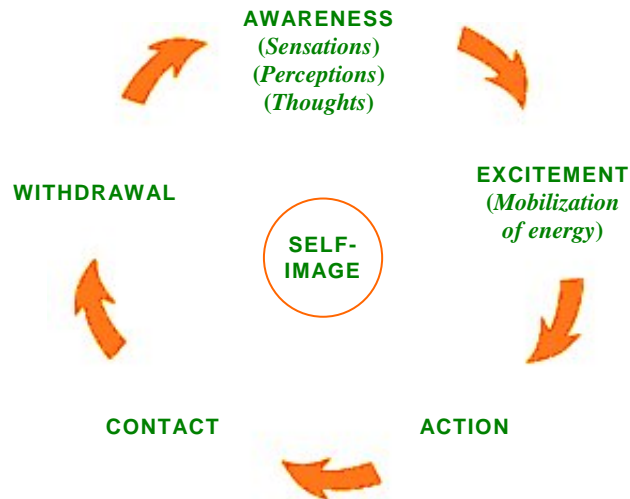 AWARENESS
(Sensations)
(Perceptions)
(Thoughts)
EXCITEMENT
(Mobilization
of energy)
WITHDRAWAL
SELF-
IMAGE
CONTACT
ACTION